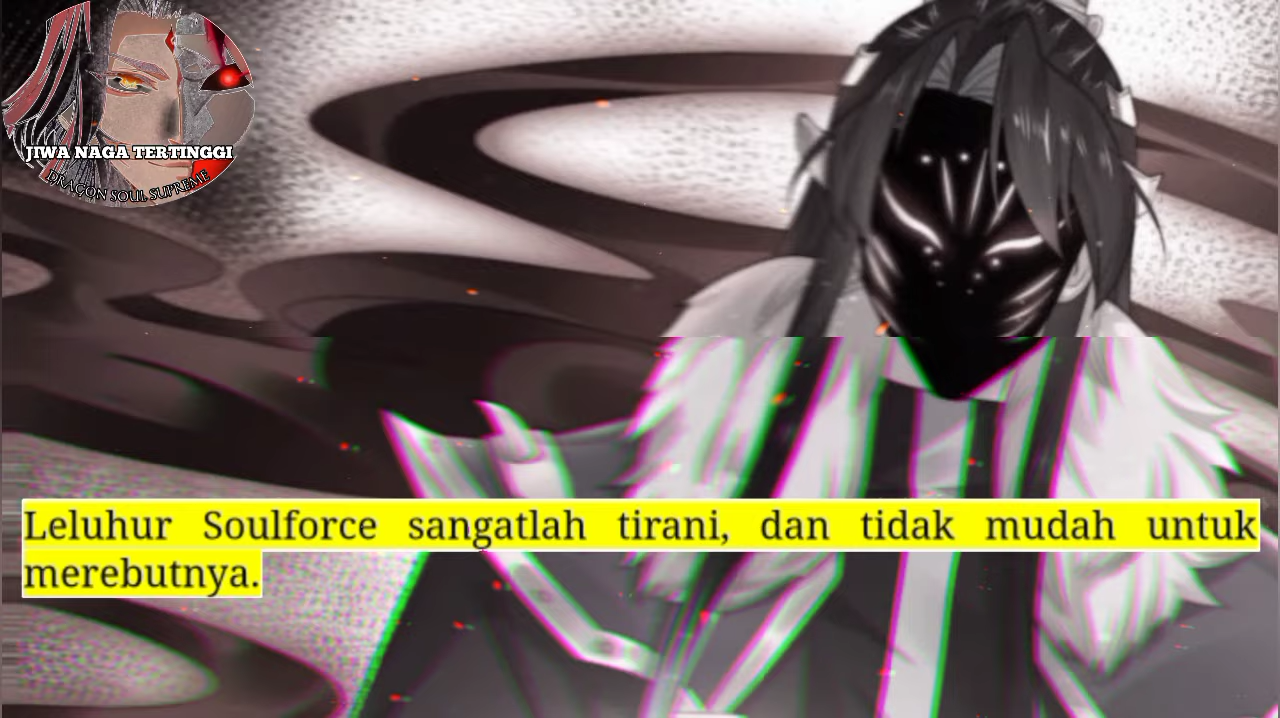 JIWA NAGA TERTINGGI
DRAGON SOUL SUPREME
Leluhur Soulforce sangatlah tirani, dan tidak mudah untuk
merebutnya.